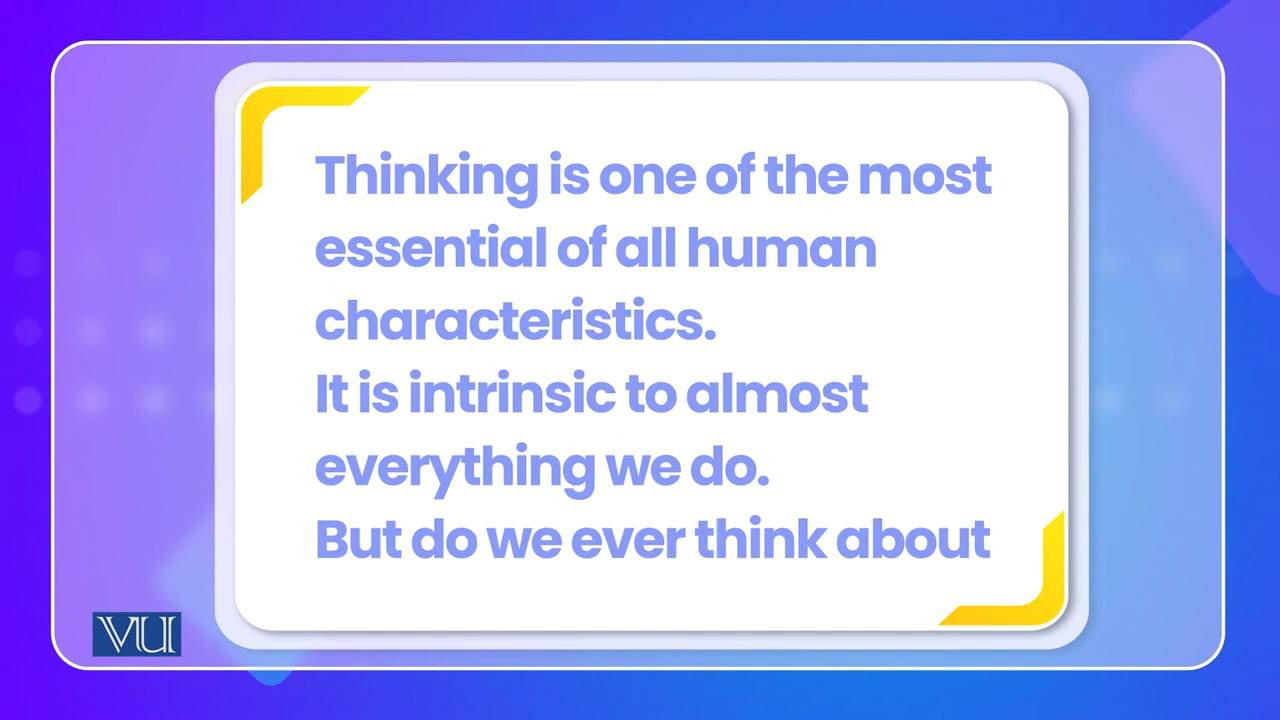 Thinking is one of the most
essential of all human
characteristics.
It is intrinsic to almost
everything we do.
But do we ever think about
VU